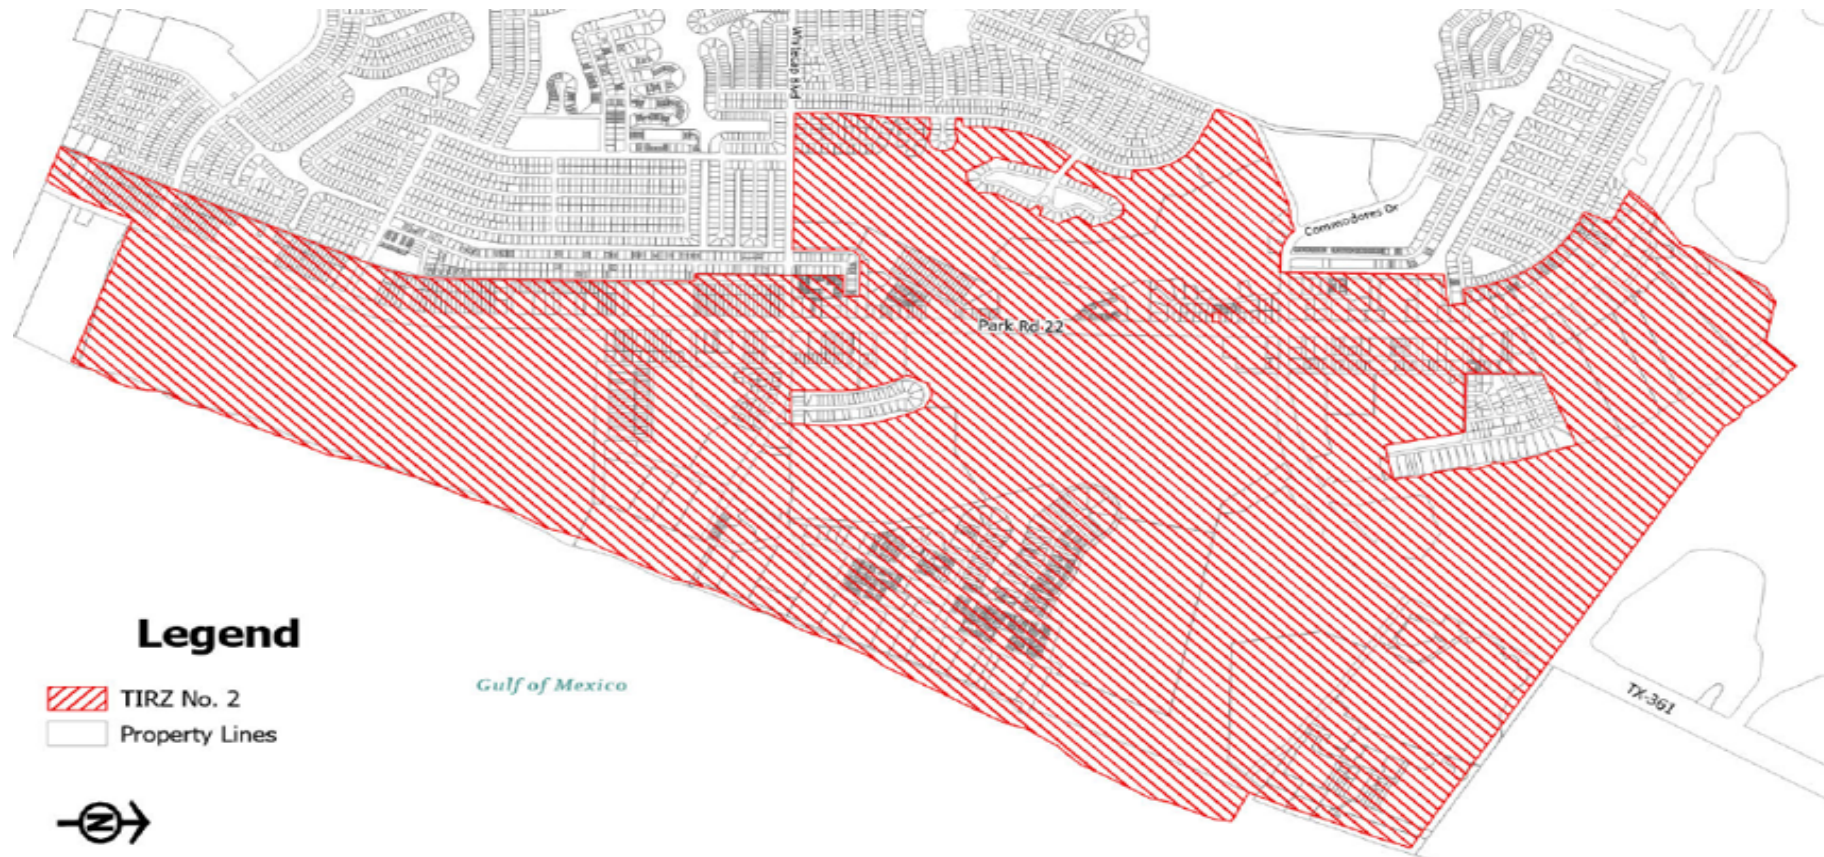 Whitecap Blvd
Commodores Dr
Park Rd 22
Legend
TIRZ No. 2
Property Lines
Gulf of Mexico
TX-361
N